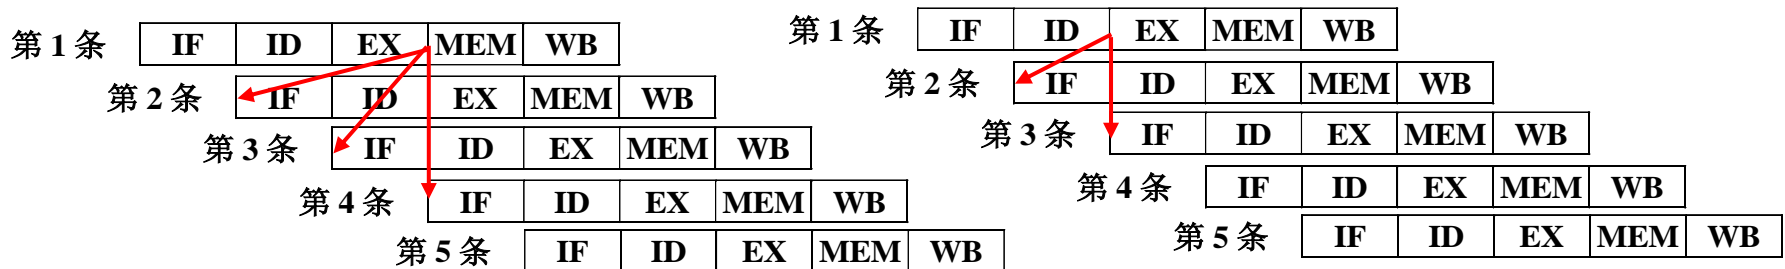 第 1 条 IF ID EX MEM WB
第 2 条 IF ID EX MEM WB
第 3 条 IF ID EX MEM WB
第 4 条 IF ID EX MEM WB
第 5 条 IF ID EX MEM WB
第 1 条 IF ID EX MEM WB
第 2 条 IF ID EX MEM WB
第 3 条 IF ID EX MEM WB
第 4 条 IF ID EX MEM WB
第 5 条 IF ID EX MEM WB